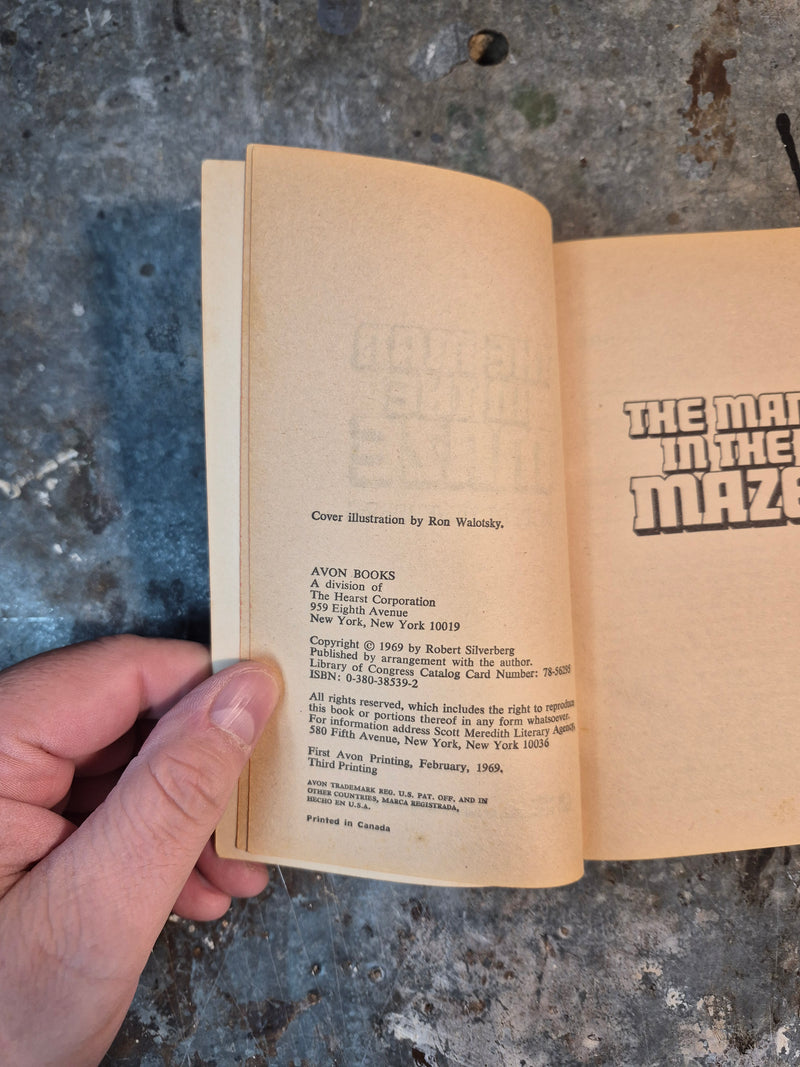 Cover illustration by Ron Walotsky.
AVON BOOKS
A division of
The Hearst Corporation
959 Eighth Avenue
New York, New York 10019
Copyright © 1969 by Robert Silverberg
Published by arrangement with the author.
Library of Congress Catalog Card Number: 78-56295
ISBN: 0-380-38539-2
All rights reserved, which includes the right to reproduce
this book or portions thereof in any form whatsoever.
For information address Scott Meredith Literary Agency,
580 Fifth Avenue, New York, New York 10036
First Avon Printing, February, 1969.
Third Printing
AVON TRADEMARK REG. U.S. PAT. OFF. AND IN
OTHER COUNTRIES, MARCA REGISTRADA,
HECHO EN U.S.A.
Printed in Canada
THE MAN
IN THE
MAZE